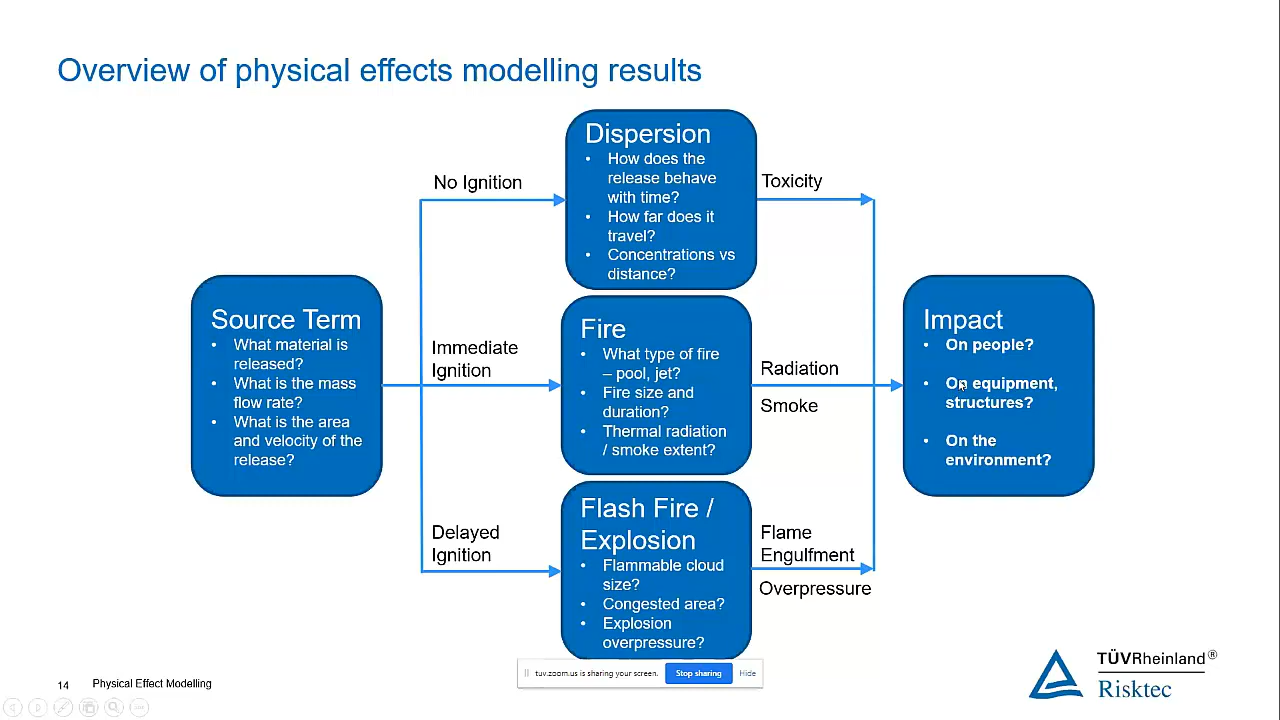 Overview of physical effects modelling results
Source Term
• What material is
released?
• What is the mass
flow rate?
• What is the area
and velocity of the
release?
No Ignition
Immediate
Ignition
Delayed
Ignition
Dispersion
• How does the
release behave
with time?
• How far does it
travel?
• Concentrations vs
distance?
Fire
• What type of fire
– pool, jet?
• Fire size and
duration?
• Thermal radiation
/ smoke extent?
Flash Fire /
Explosion
• Flammable cloud
size?
• Congested area?
• Explosion
overpressure?
Toxicity
Radiation
Smoke
Flame
Engulfment
Overpressure
Impact
• On people?
• On equipment,
structures?
• On the
environment?
tuv.zoom.us is sharing your screen. Stop sharing Hide
14 Physical Effect Modelling
TÜVRheinland®
Risktec